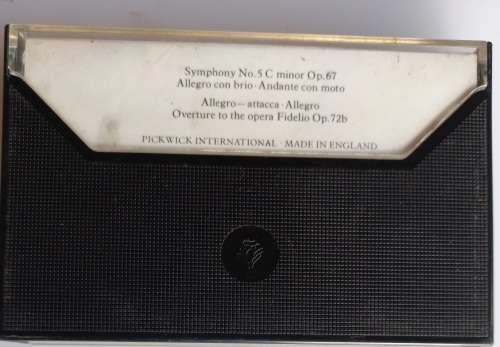 Symphony No.5 C minor Op.67
Allegro con brio · Andante con moto
Allegro — attacca · Allegro
Overture to the opera Fidelio Op.72b
PICKWICK INTERNATIONAL · MADE IN ENGLAND